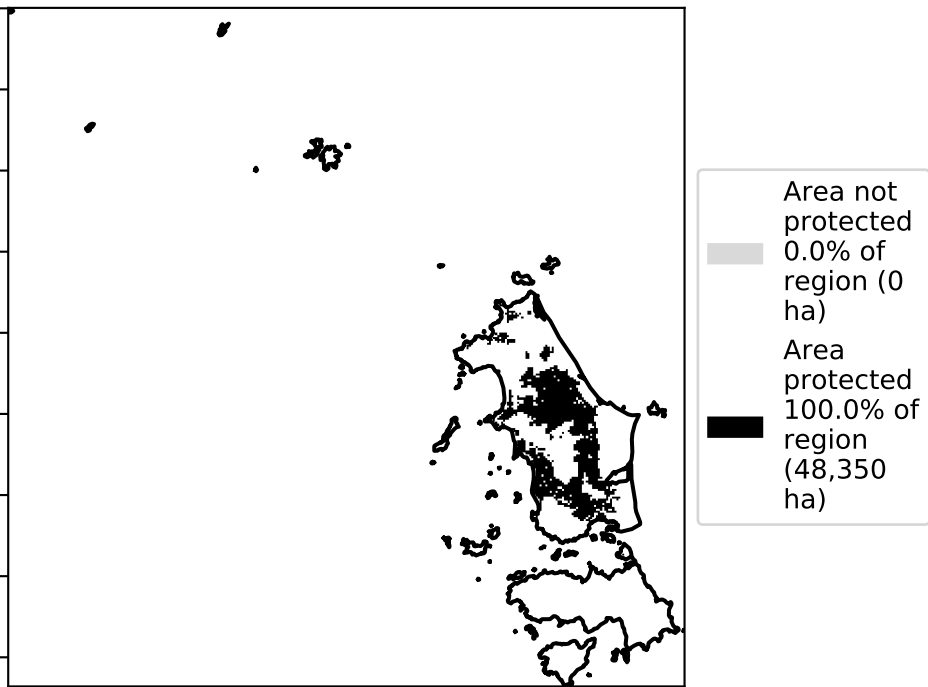 Area not
protected
0.0% of
region (0
ha)
Area
protected
100.0% of
region
(48,350
ha)